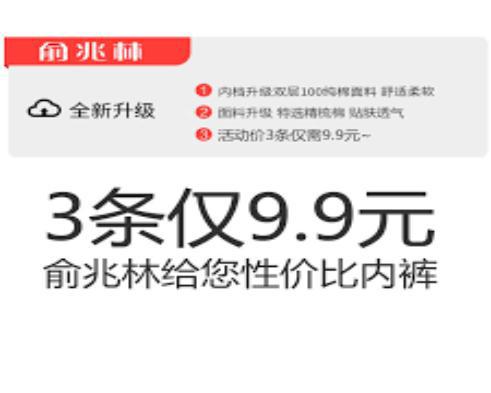 俞兆林
全新升级
1 内档升级双层100纯棉面料 舒适柔软
2 面料升级 特选精梳棉 贴肤透气
3 活动价3条仅需9.9元~
3条仅9.9元
俞兆林给您性价比内裤